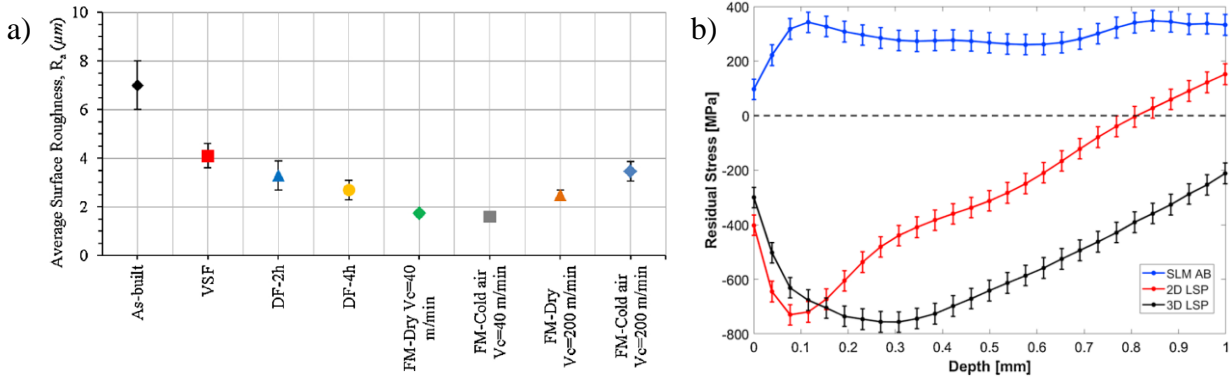 a)
Average Surface Roughness, Ra (μm)
10
8
6
4
2
0
As-built
VSF
DF-2h
DF-4h
FM-Dry Vc=40
m/min
FM-Cold air
Vc=40 m/min
FM-Dry
Vc=200 m/min
FM-Cold air
Vc=200 m/min
b)
Residual Stress [MPa]
400
200
0
-200
-400
-600
-800
SLM AB
2D LSP
3D LSP
0 0.1 0.2 0.3 0.4 0.5 0.6 0.7 0.8 0.9 1
Depth [mm]